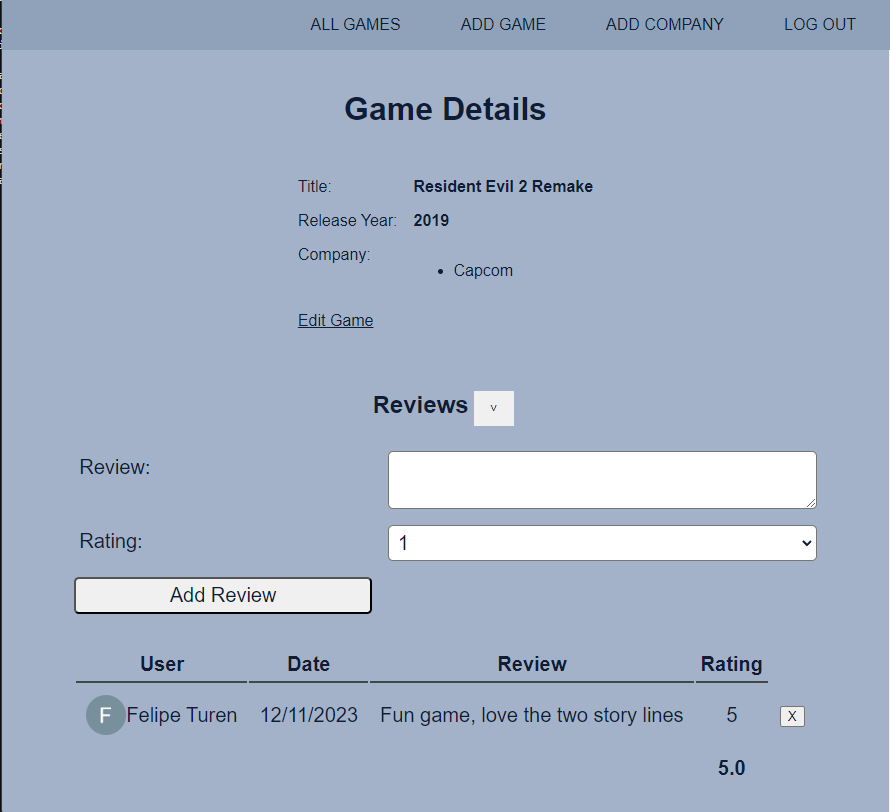 ALL GAMES ADD GAME ADD COMPANY LOG OUT
Game Details
Title: Resident Evil 2 Remake
Release Year: 2019
Company:
• Capcom
Edit Game
Reviews v
Review:
Rating: 1
Add Review
User Date Review Rating
F Felipe Turen 12/11/2023 Fun game, love the two story lines 5 X
5.0